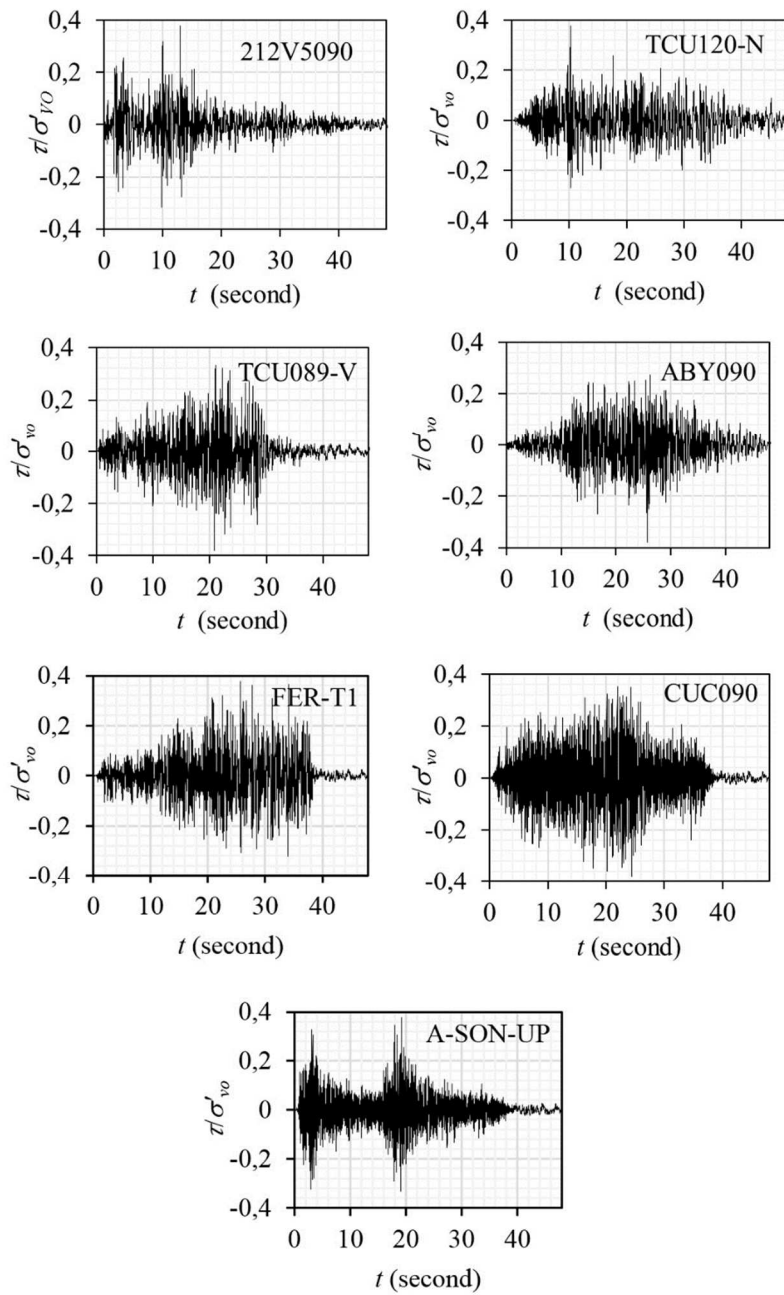 212V5090
τ/σ'VO
0,4
0,2
0
-0,2
-0,4
0 10 20 30 40
t (second)
TCU120-N
τ/σ'vo
0,4
0,2
0
-0,2
-0,4
0 10 20 30 40
t (second)
TCU089-V
τ/σ'vo
0,4
0,2
0
-0,2
-0,4
0 10 20 30 40
t (second)
ABY090
τ/σ'vo
0,4
0,2
0
-0,2
-0,4
0 10 20 30 40
t (second)
FER-T1
τ/σ'vo
0,4
0,2
0
-0,2
-0,4
0 10 20 30 40
t (second)
CUC090
τ/σ'vo
0,4
0,2
0
-0,2
-0,4
0 10 20 30 40
t (second)
A-SON-UP
τ/σ'vo
0,4
0,2
0
-0,2
-0,4
0 10 20 30 40
t (second)